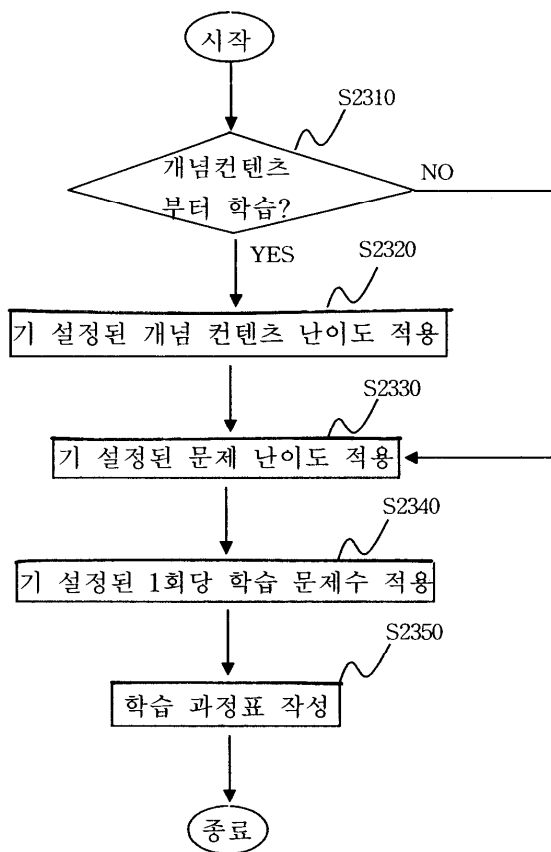 시작
S2310
개념컨텐츠
부터 학습?
NO
YES
S2320
기 설정된 개념 컨텐츠 난이도 적용
S2330
기 설정된 문제 난이도 적용
S2340
기 설정된 1회당 학습 문제수 적용
S2350
학습 과정표 작성
종료